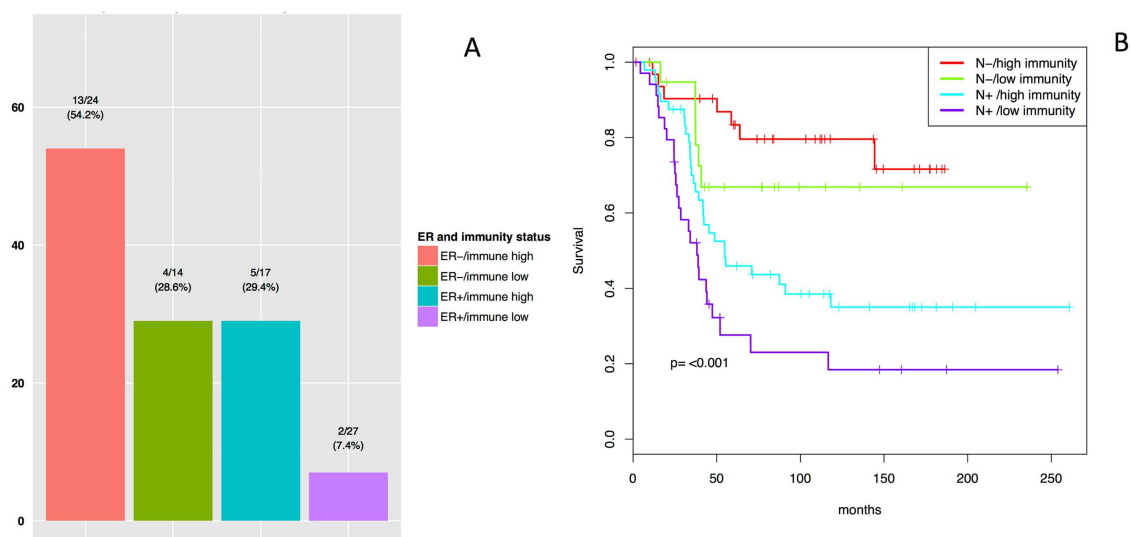 A
13/24
(54.2%)
4/14
(28.6%)
5/17
(29.4%)
2/27
(7.4%)
60
40
20
0
ER and immunity status
ER−/immune high
ER−/immune low
ER+/immune high
ER+/immune low
B
N−/high immunity
N−/low immunity
N+ /high immunity
N+ /low immunity
Survival
1.0
0.8
0.6
0.4
0.2
0.0
p= <0.001
0 50 100 150 200 250
months